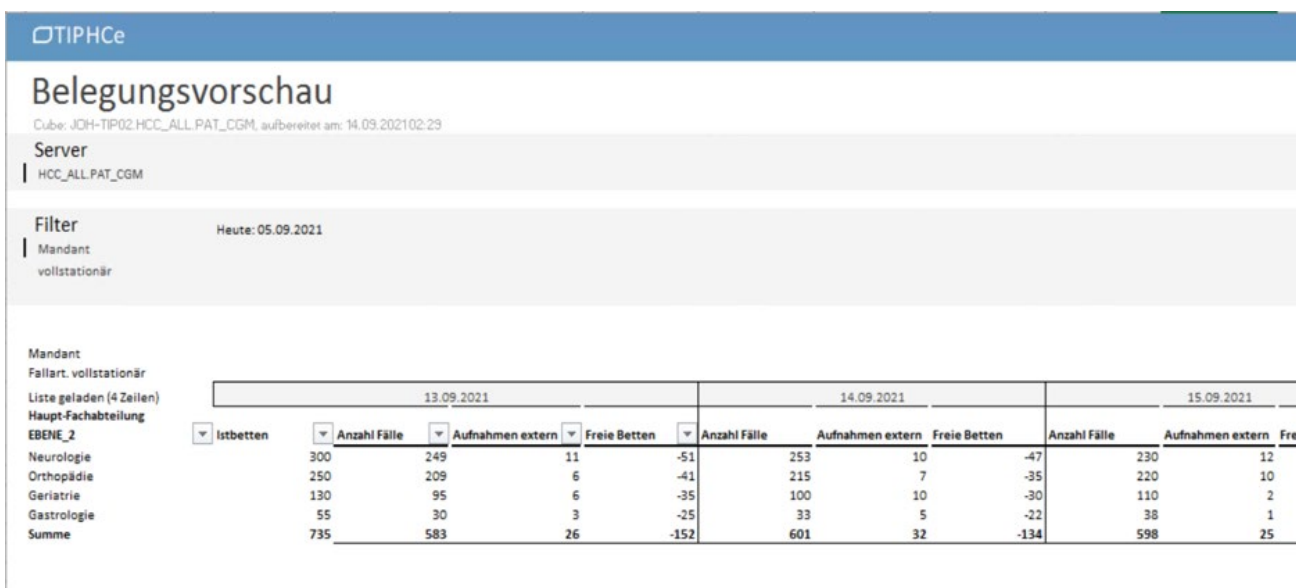 TIPHCe
Belegungsvorschau
Cube: JOH-TIP02.HCC_ALL.PAT_CGM, aufbereitet am: 14.09.2021 02:29
Server
HCC_ALL.PAT_CGM
Filter Heute: 05.09.2021
Mandant
vollstationär
Mandant
Fallart. vollstationär
Liste geladen (4 Zeilen) 13.09.2021 14.09.2021 15.09.2021
Haupt-Fachabteilung
EBENE_2 Istbetten Anzahl Fälle Aufnahmen extern Freie Betten Anzahl Fälle Aufnahmen extern Freie Betten Anzahl Fälle Aufnahmen extern Fre
Neurologie 300 249 11 -51 253 10 -47 230 12
Orthopädie 250 209 6 -41 215 7 -35 220 10
Geriatrie 130 95 6 -35 100 10 -30 110 2
Gastrologie 55 30 3 -25 33 5 -22 38 1
Summe 735 583 26 -152 601 32 -134 598 25